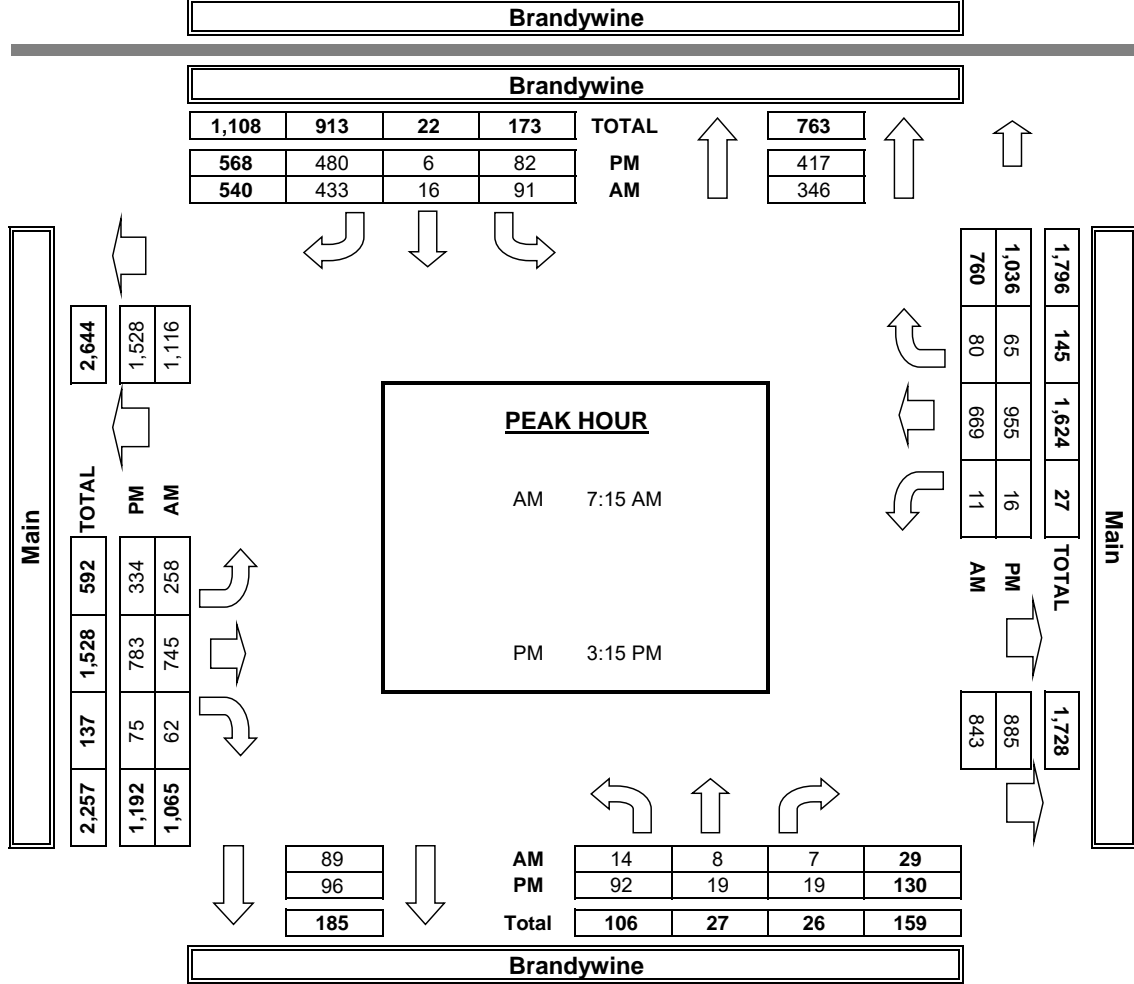 Brandywine
Brandywine
1,108 913 22 173 TOTAL 763
568 480 6 82 PM 417
540 433 16 91 AM 346
Main
2,644
1,528
1,116
TOTAL
PM
AM
592 1,528 137 2,257
334 783 75 1,192
258 745 62 1,065
PEAK HOUR
AM 7:15 AM
PM 3:15 PM
1,796 145 1,624 27 TOTAL
1,036 65 955 16 PM
760 80 669 11 AM
1,728
885
843
Main
89 AM 14 8 7 29
96 PM 92 19 19 130
185 Total 106 27 26 159
Brandywine